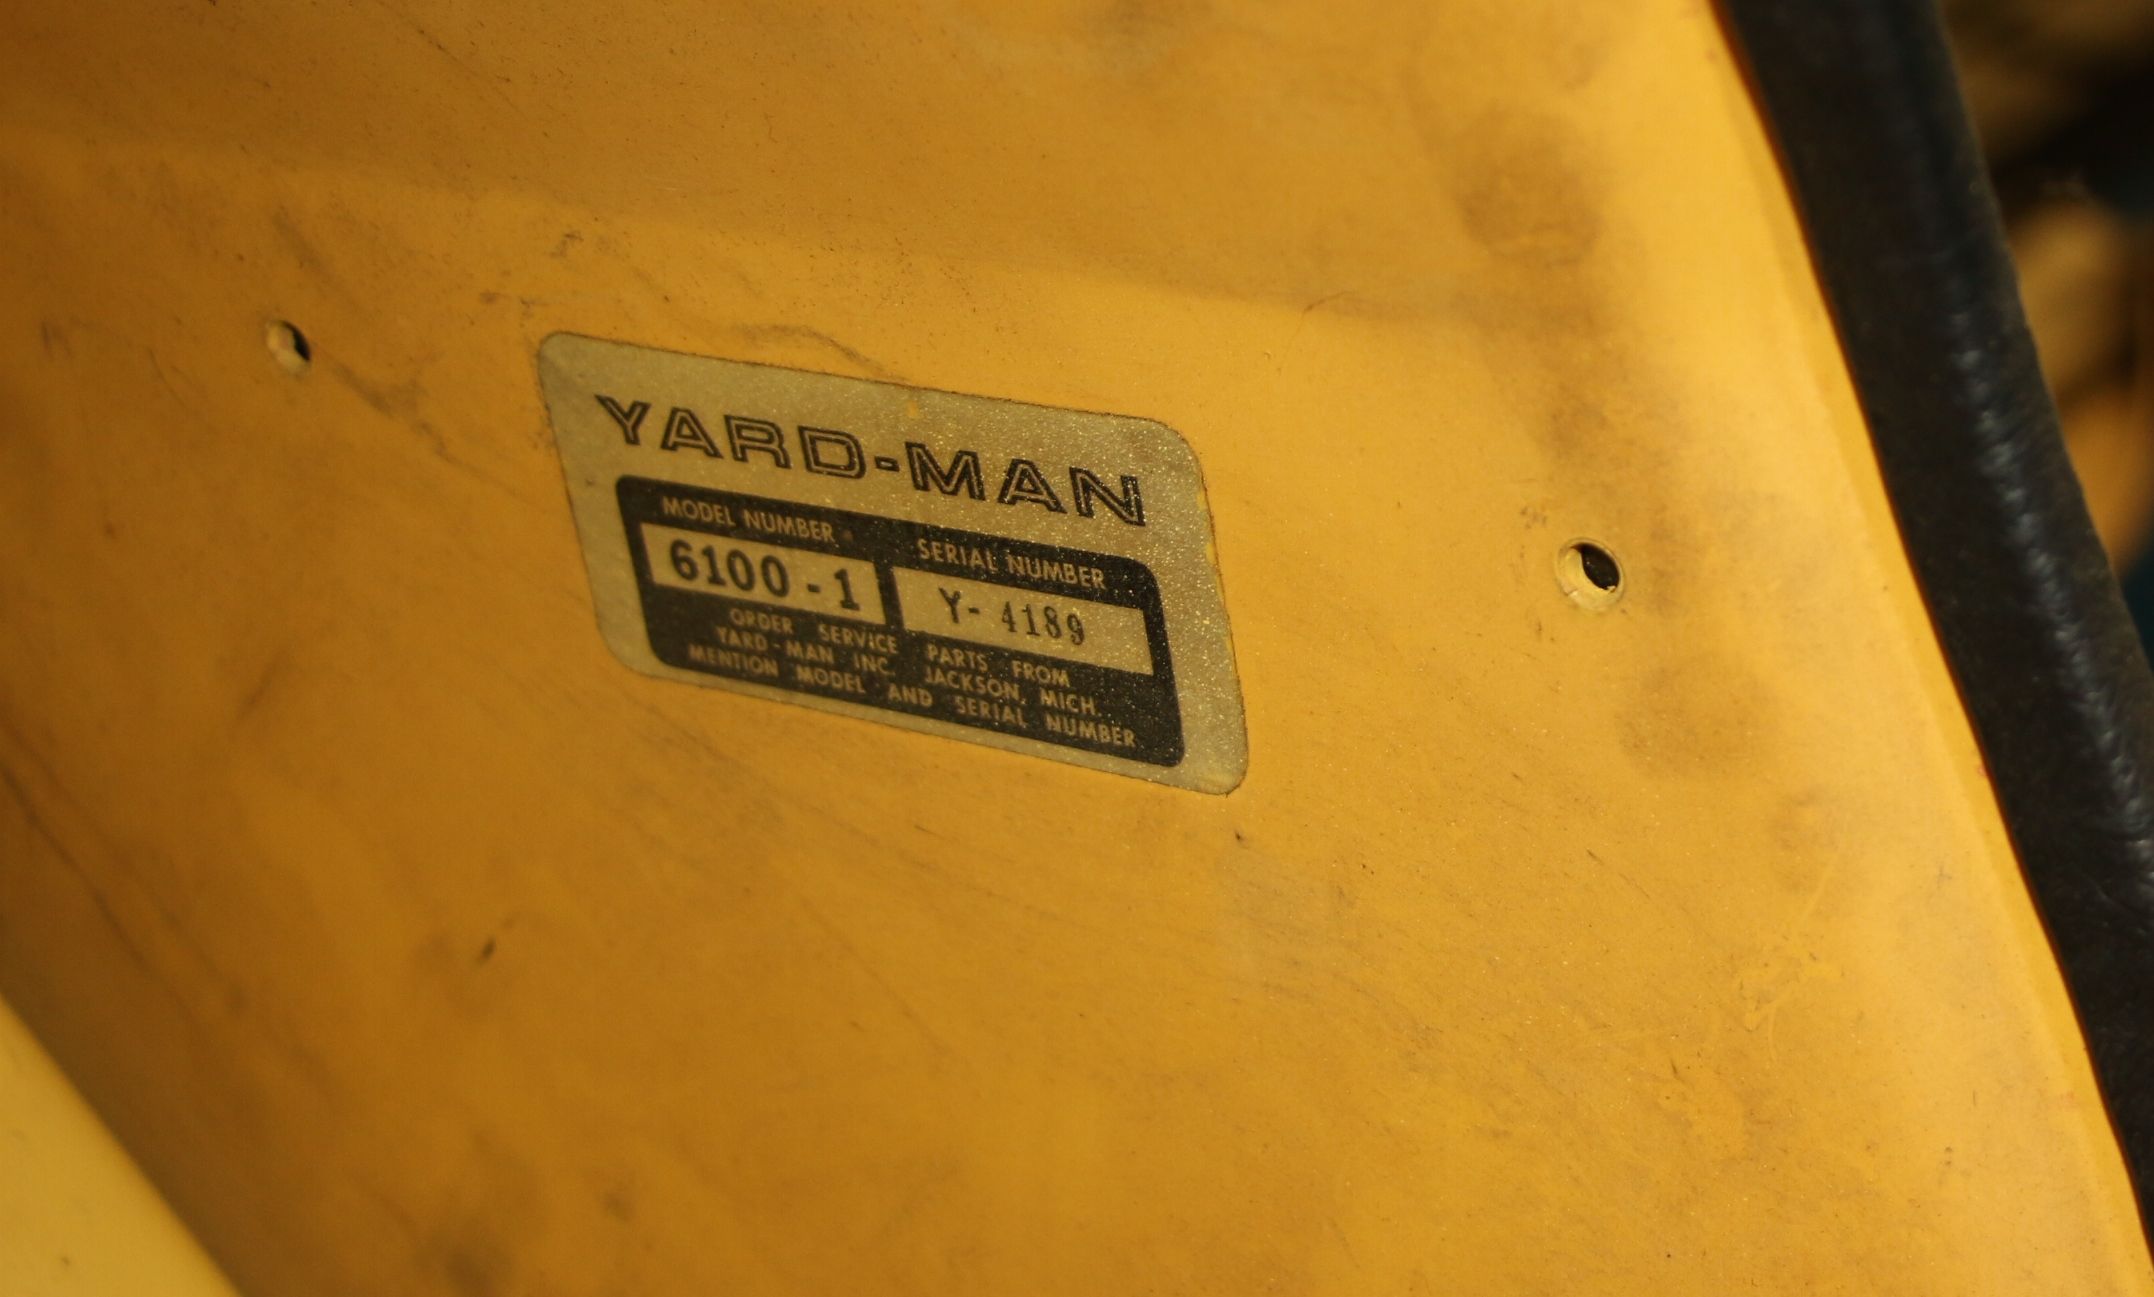 YARD-MAN
MODEL NUMBER SERIAL NUMBER
6100-1 Y-4189
ORDER SERVICE PARTS FROM
YARD-MAN INC. JACKSON, MICH.
MENTION MODEL AND SERIAL NUMBER